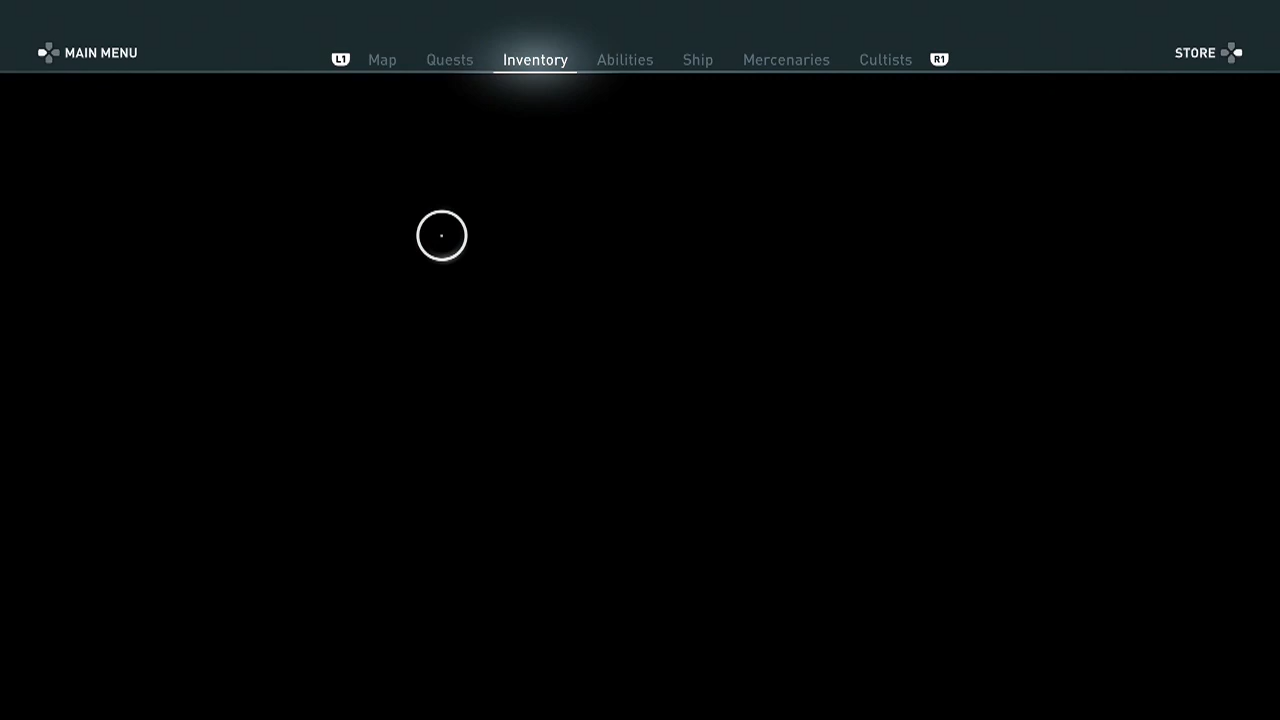 MAIN MENU
L1 Map Quests Inventory Abilities Ship Mercenaries Cultists R1
STORE